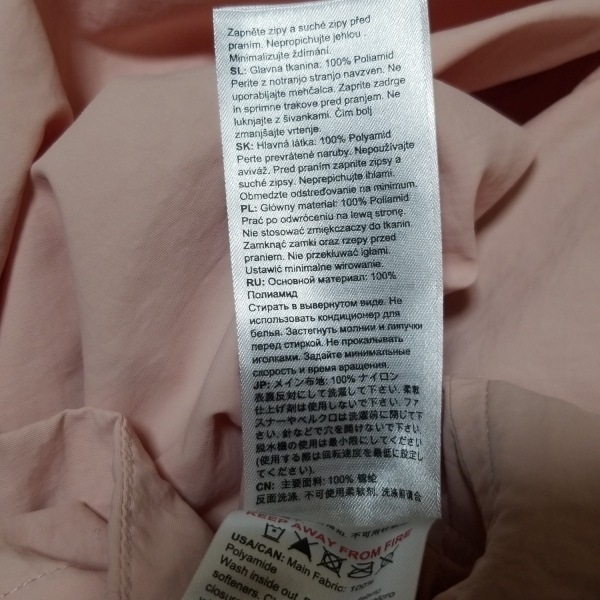 Zapněte zipy a suché zipy před
praním. Nepropichujte jehlou.
Minimalizujte ždímání.
SL: Glavna tkanina: 100% Poliamid
Perite z notranjo stranjo navzven. Ne
uporabljajte mehčalca. Zaprite zadrge
in sprimne trakove pred pranjem. Ne
luknjajte z šivankami. Čim bolj
zmanjšajte vrtenje.
SK: Hlavná látka: 100% Polyamid
Perte prevrátené naruby. Nepoužívajte
aviváž. Pred praním zapnite zipsy a
suché zipsy. Neprepichujte ihlami.
Obmedzte odstreďovanie na minimum.
PL: Główny materiał: 100% Poliamid
Prać po odwróceniu na lewą stronę.
Nie stosować zmiękczaczy do tkanin.
Zamknąć zamki oraz rzepy przed
praniem. Nie przekłuwać igłami.
Ustawić minimalne wirowanie.
RU: Основной материал: 100%
Полиамид
Стирать в вывернутом виде. Не
использовать кондиционер для
белья. Застегнуть молнии и липучки
перед стиркой. Не прокалывать
иголками. Задайте минимальные
скорость и время вращения.
JP: メイン布地: 100% ナイロン
表裏反対にして洗濯して下さい. 柔軟
仕上げ剤は使用しないで下さい. ファ
スナーやベルクロは洗濯前に閉じて下
さい. 針などで穴を開けないで下さい.
脱水機の使用は最小限にしてください
(使用する際は回転速度を最低に設定し
てください).
CN: 主要面料: 100% 锦纶
反面洗涤, 不可使用柔软剂, 洗涤前请合
KEEP AWAY FROM FIRE
USA/CAN: Main Fabric: 100%
Polyamide
Wash inside out.
softeners.